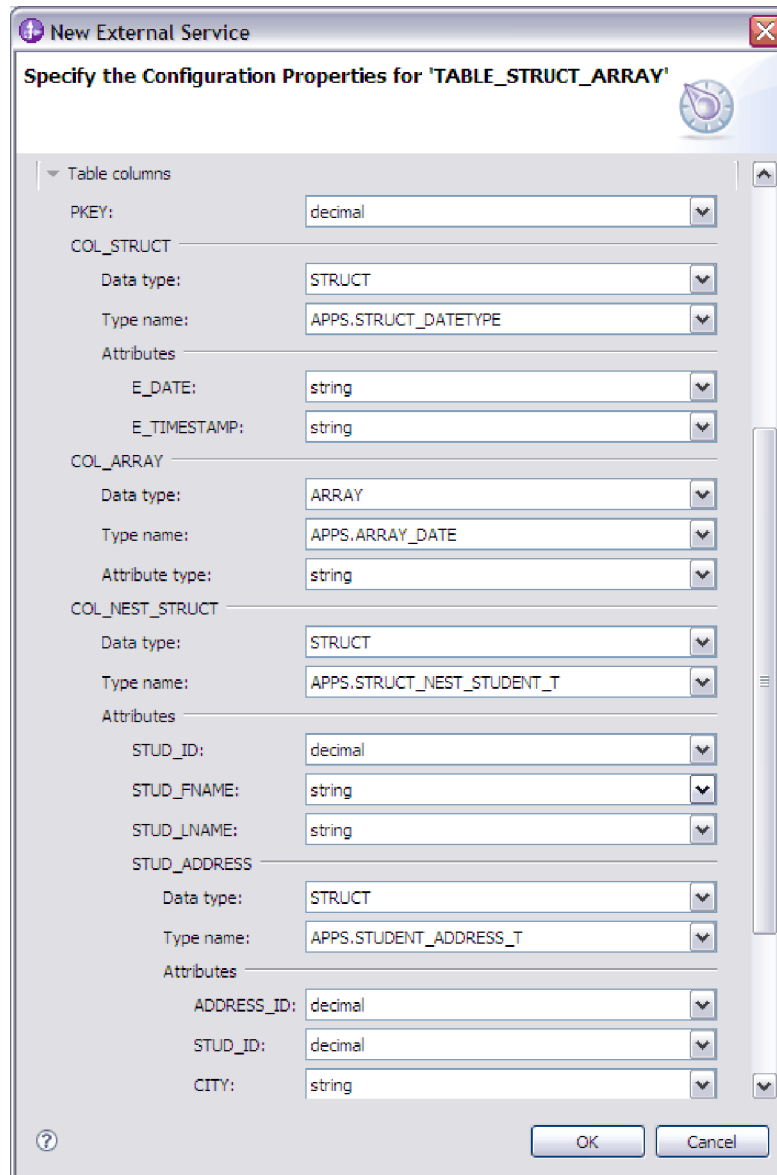 New External Service
Specify the Configuration Properties for 'TABLE_STRUCT_ARRAY'
Table columns
PKEY: decimal
COL_STRUCT
Data type: STRUCT
Type name: APPS.STRUCT_DATETYPE
Attributes
E_DATE: string
E_TIMESTAMP: string
COL_ARRAY
Data type: ARRAY
Type name: APPS.ARRAY_DATE
Attribute type: string
COL_NEST_STRUCT
Data type: STRUCT
Type name: APPS.STRUCT_NEST_STUDENT_T
Attributes
STUD_ID: decimal
STUD_FNAME: string
STUD_LNAME: string
STUD_ADDRESS
Data type: STRUCT
Type name: APPS.STUDENT_ADDRESS_T
Attributes
ADDRESS_ID: decimal
STUD_ID: decimal
CITY: string
? OK Cancel